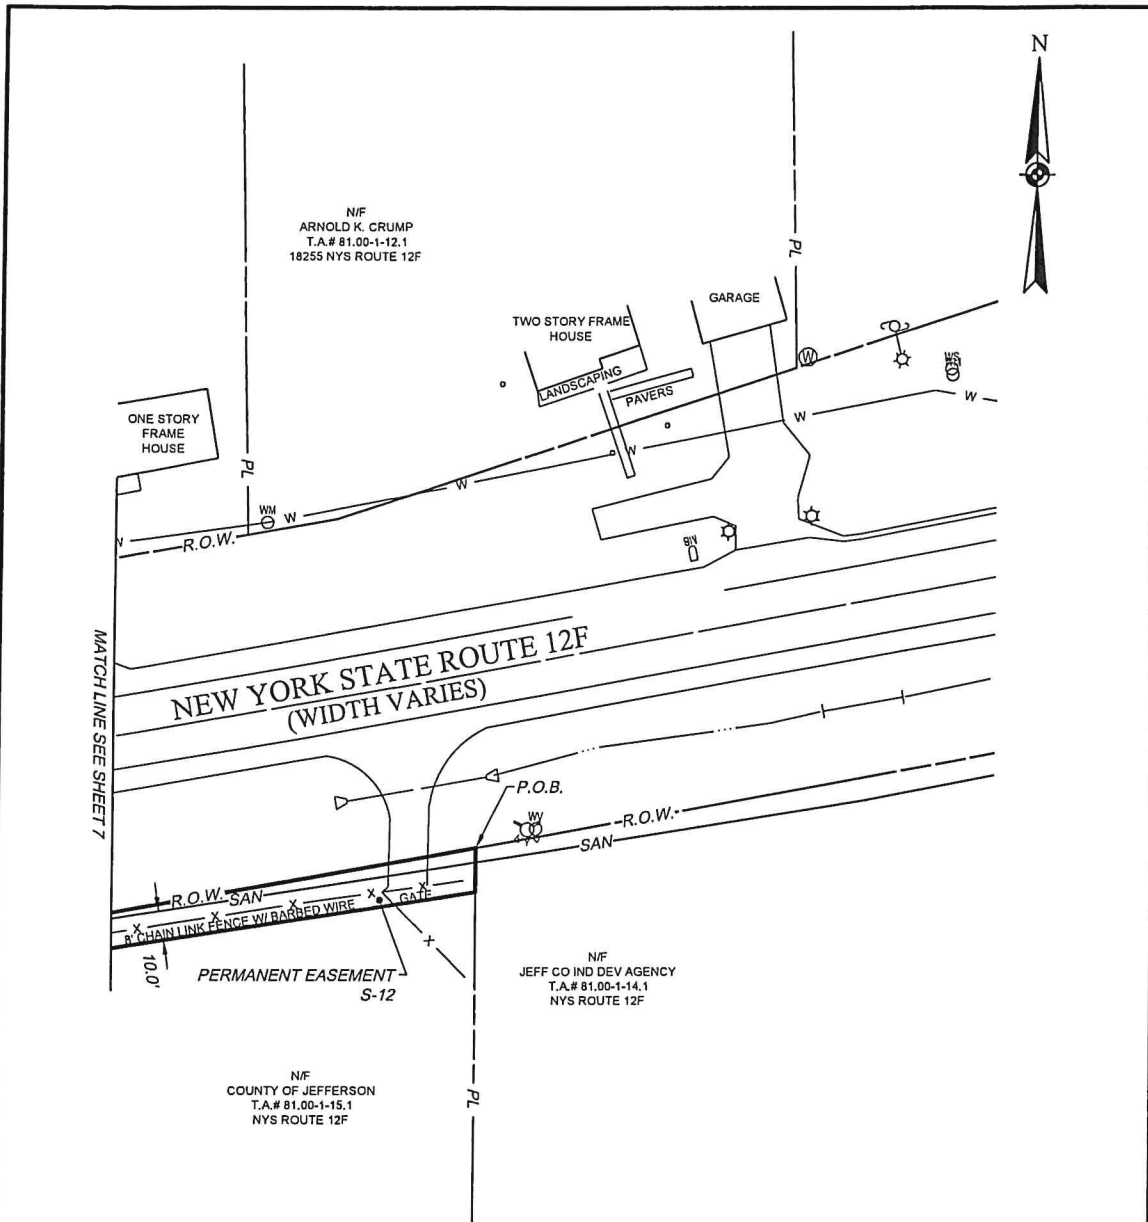 N
N/F
ARNOLD K. CRUMP
T.A.# 81.00-1-12.1
18255 NYS ROUTE 12F
PL
GARAGE
TWO STORY FRAME
HOUSE
LANDSCAPING
PAVERS
W
ONE STORY
FRAME
HOUSE
PL
W
W
W
W
WM
W
R.O.W.
MATCH LINE SEE SHEET 7
NEW YORK STATE ROUTE 12F
(WIDTH VARIES)
P.O.B.
WV
R.O.W.
SAN
R.O.W.
SAN
X
X
X
X
X
GATE
8' CHAIN LINK FENCE W/ BARBED WIRE
X
10.0'
PERMANENT EASEMENT
S-12
N/F
JEFF CO IND DEV AGENCY
T.A.# 81.00-1-14.1
NYS ROUTE 12F
N/F
COUNTY OF JEFFERSON
T.A.# 81.00-1-15.1
NYS ROUTE 12F
PL